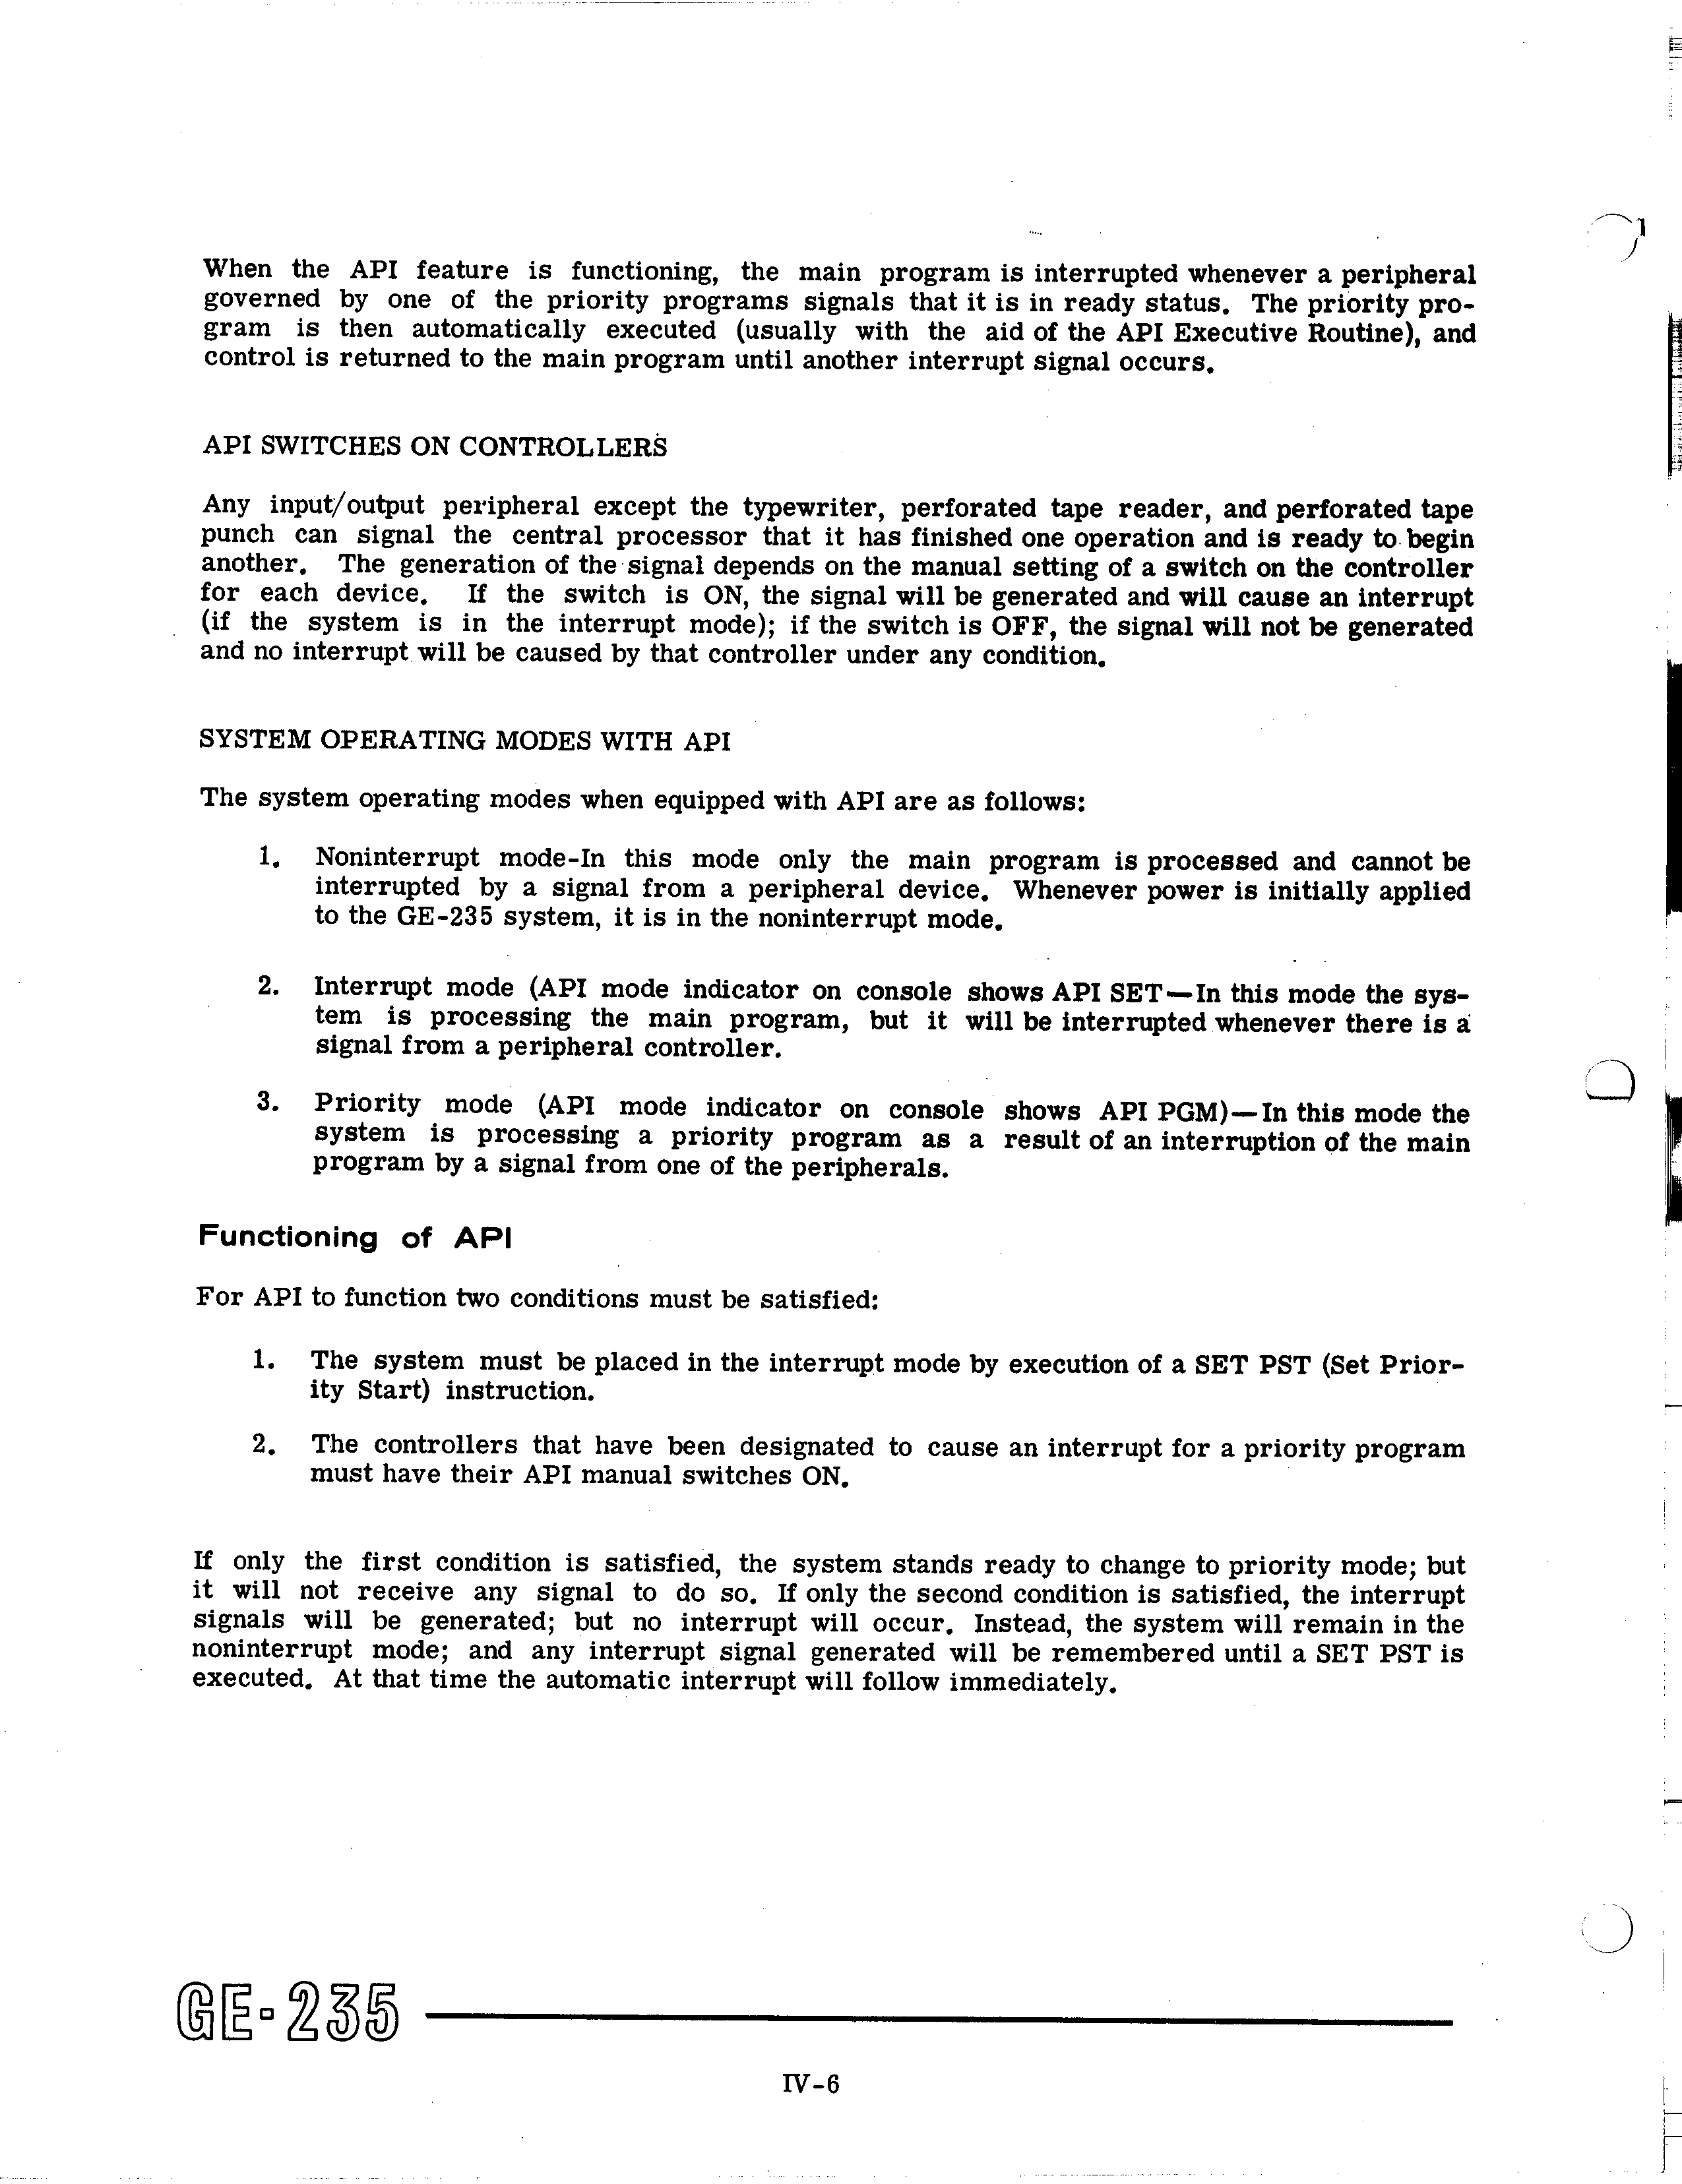 When the API feature is functioning, the main program is interrupted whenever a peripheral
governed by one of the priority programs signals that it is in ready status. The priority pro-
gram is then automatically executed (usually with the aid of the API Executive Routine), and
control is returned to the main program until another interrupt signal occurs.
API SWITCHES ON CONTROLLERS
Any input/output peripheral except the typewriter, perforated tape reader, and perforated tape
punch can signal the central processor that it has finished one operation and is ready to begin
another. The generation of the signal depends on the manual setting of a switch on the controller
for each device. If the switch is ON, the signal will be generated and will cause an interrupt
(if the system is in the interrupt mode); if the switch is OFF, the signal will not be generated
and no interrupt will be caused by that controller under any condition.
SYSTEM OPERATING MODES WITH API
The system operating modes when equipped with API are as follows:
1. Noninterrupt mode-In this mode only the main program is processed and cannot be
interrupted by a signal from a peripheral device. Whenever power is initially applied
to the GE-235 system, it is in the noninterrupt mode.
2. Interrupt mode (API mode indicator on console shows API SET—In this mode the sys-
tem is processing the main program, but it will be interrupted whenever there is a
signal from a peripheral controller.
3. Priority mode (API mode indicator on console shows API PGM)—In this mode the
system is processing a priority program as a result of an interruption of the main
program by a signal from one of the peripherals.
Functioning of API
For API to function two conditions must be satisfied:
1. The system must be placed in the interrupt mode by execution of a SET PST (Set Prior-
ity Start) instruction.
2. The controllers that have been designated to cause an interrupt for a priority program
must have their API manual switches ON.
If only the first condition is satisfied, the system stands ready to change to priority mode; but
it will not receive any signal to do so. If only the second condition is satisfied, the interrupt
signals will be generated; but no interrupt will occur. Instead, the system will remain in the
noninterrupt mode; and any interrupt signal generated will be remembered until a SET PST is
executed. At that time the automatic interrupt will follow immediately.
GE-235
IV-6